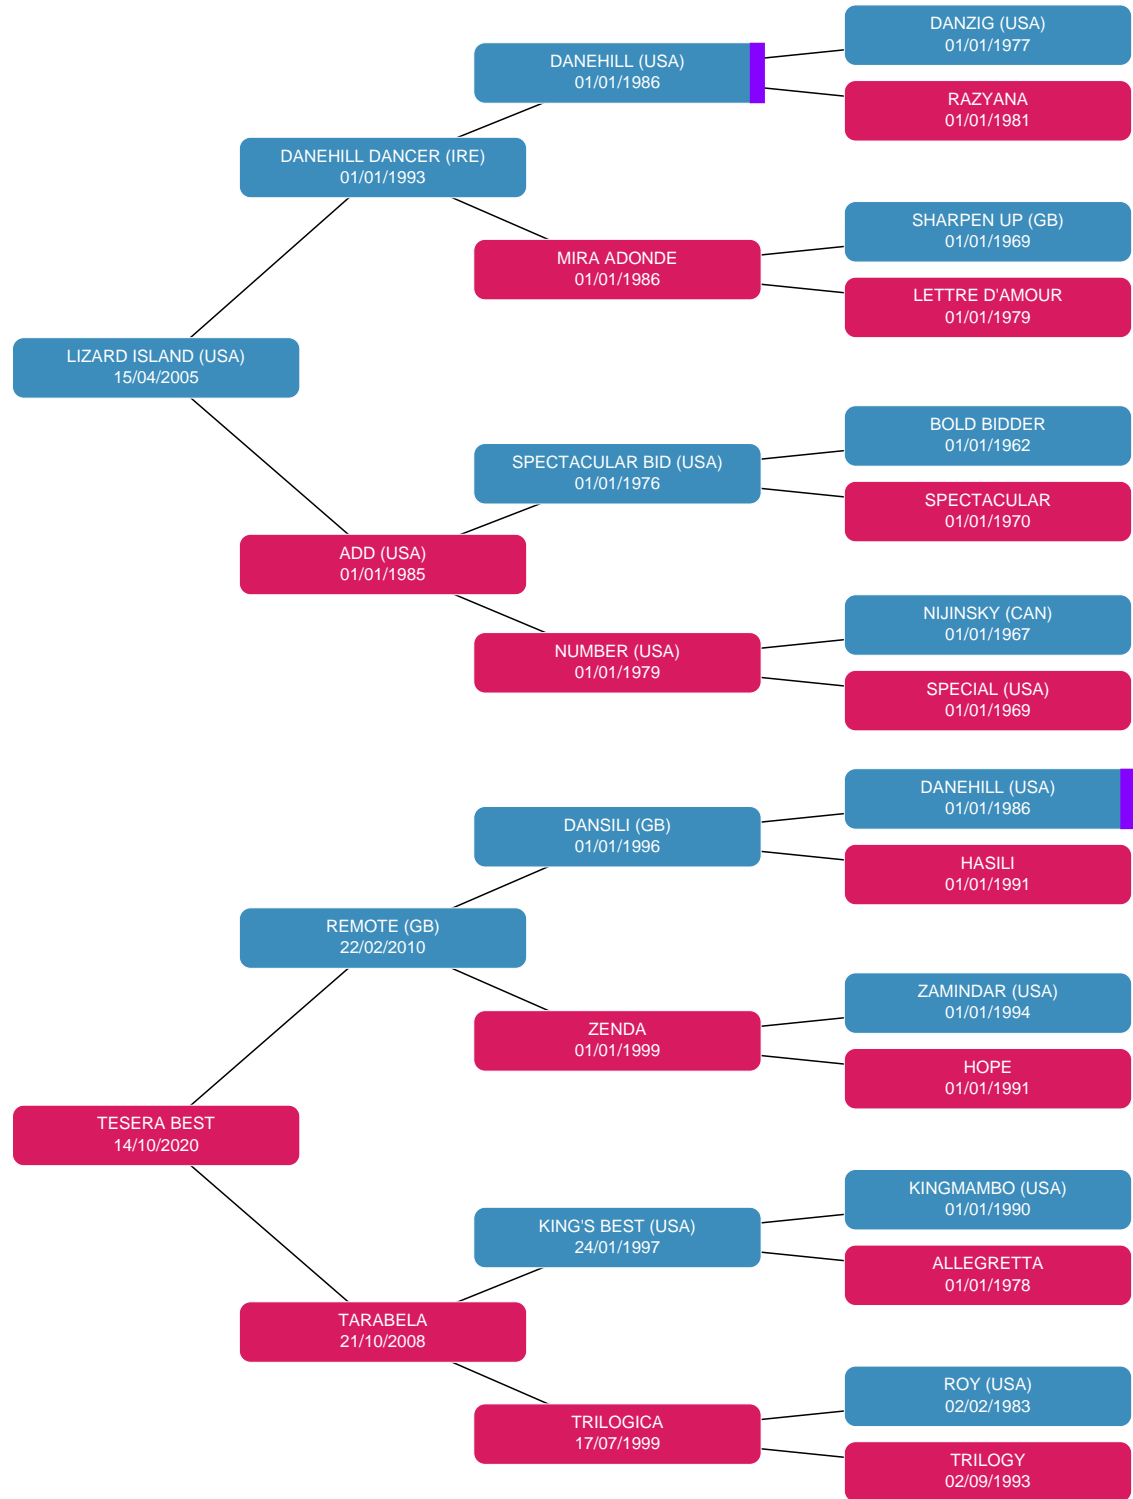 DANZIG (USA)
01/01/1977
DANEHILL (USA)
01/01/1986
RAZYANA
01/01/1981
DANEHILL DANCER (IRE)
01/01/1993
SHARPEN UP (GB)
01/01/1969
MIRA ADONDE
01/01/1986
LETTRE D'AMOUR
01/01/1979
LIZARD ISLAND (USA)
15/04/2005
BOLD BIDDER
01/01/1962
SPECTACULAR BID (USA)
01/01/1976
SPECTACULAR
01/01/1970
ADD (USA)
01/01/1985
NIJINSKY (CAN)
01/01/1967
NUMBER (USA)
01/01/1979
SPECIAL (USA)
01/01/1969
DANEHILL (USA)
01/01/1986
DANSILI (GB)
01/01/1996
HASILI
01/01/1991
REMOTE (GB)
22/02/2010
ZAMINDAR (USA)
01/01/1994
ZENDA
01/01/1999
HOPE
01/01/1991
TESERA BEST
14/10/2020
KINGMAMBO (USA)
01/01/1990
KING'S BEST (USA)
24/01/1997
ALLEGRETTA
01/01/1978
TARABELA
21/10/2008
ROY (USA)
02/02/1983
TRILOGICA
17/07/1999
TRILOGY
02/09/1993